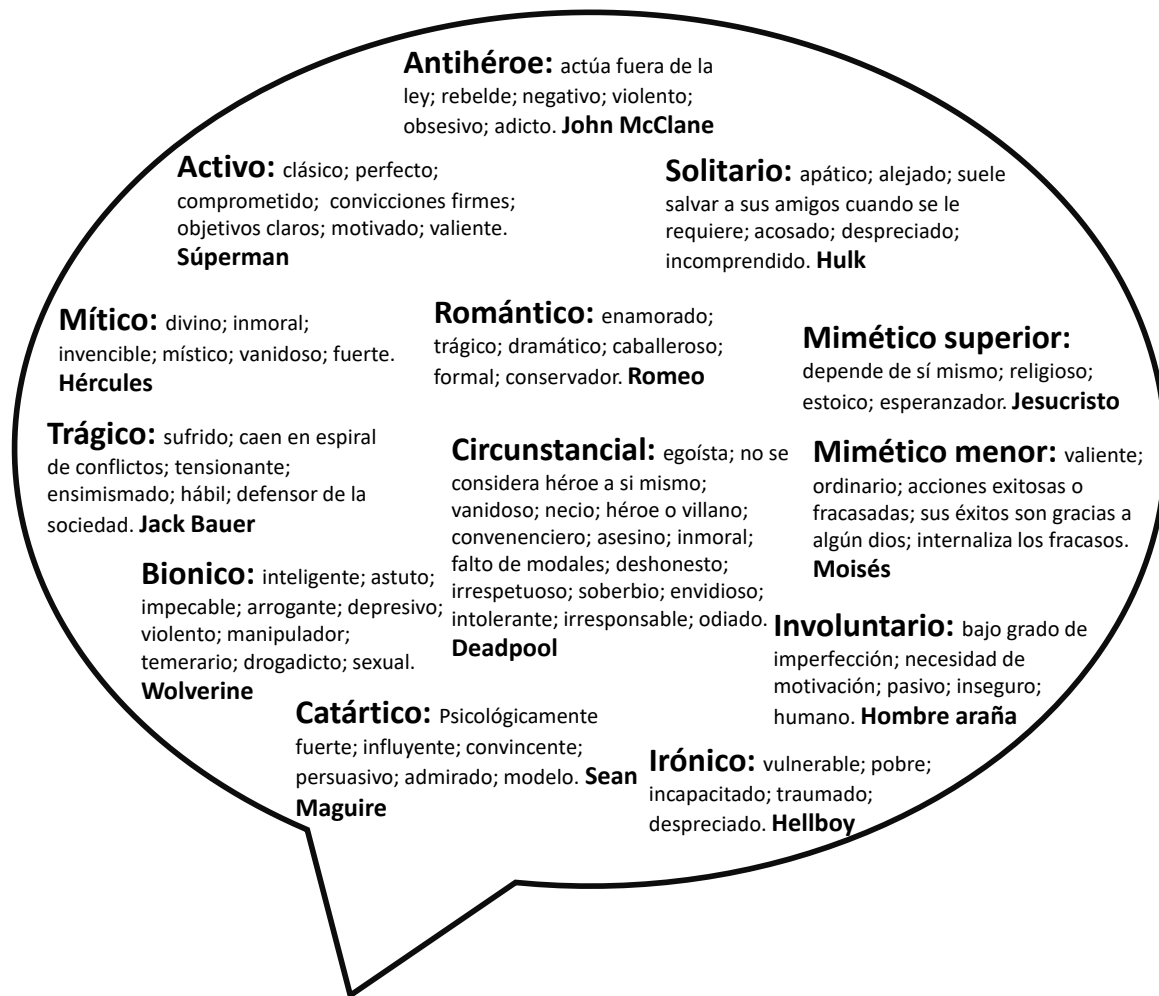 Antihéroe: actúa fuera de la
ley; rebelde; negativo; violento;
obsesivo; adicto. John McClane
Activo: clásico; perfecto;
comprometido; convicciones firmes;
objetivos claros; motivado; valiente.
Súperman
Solitario: apático; alejado; suele
salvar a sus amigos cuando se le
requiere; acosado; despreciado;
incomprendido. Hulk
Mítico: divino; inmoral;
invencible; místico; vanidoso; fuerte.
Hércules
Romántico: enamorado;
trágico; dramático; caballeroso;
formal; conservador. Romeo
Mimético superior:
depende de sí mismo; religioso;
estoico; esperanzador. Jesucristo
Trágico: sufrido; caen en espiral
de conflictos; tensionante;
ensimismado; hábil; defensor de la
sociedad. Jack Bauer
Circunstancial: egoísta; no se
considera héroe a si mismo;
vanidoso; necio; héroe o villano;
convenenciero; asesino; inmoral;
falto de modales; deshonesto;
irrespetuoso; soberbio; envidioso;
intolerante; irresponsable; odiado.
Deadpool
Mimético menor: valiente;
ordinario; acciones exitosas o
fracasadas; sus éxitos son gracias a
algún dios; internaliza los fracasos.
Moisés
Bionico: inteligente; astuto;
impecable; arrogante; depresivo;
violento; manipulador;
temerario; drogadicto; sexual.
Wolverine
Involuntario: bajo grado de
imperfección; necesidad de
motivación; pasivo; inseguro;
humano. Hombre araña
Catártico: Psicológicamente
fuerte; influyente; convincente;
persuasivo; admirado; modelo. Sean
Maguire
Irónico: vulnerable; pobre;
incapacitado; traumado;
despreciado. Hellboy